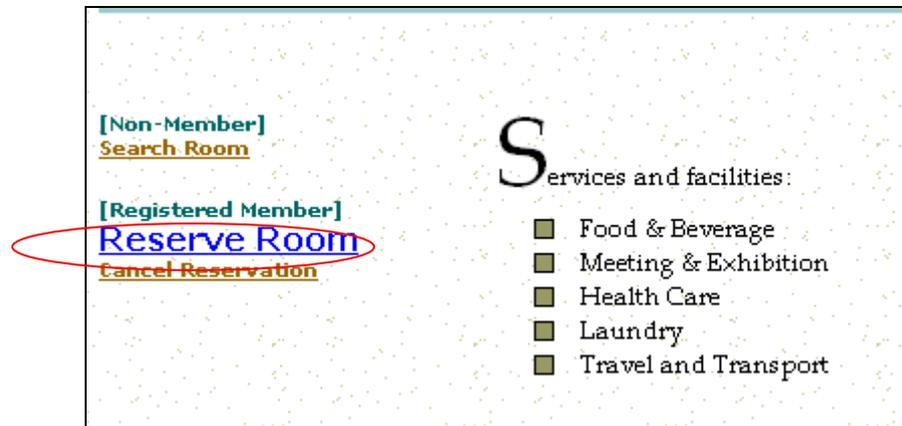 [Non-Member]
Search Room
[Registered Member]
Reserve Room
Cancel Reservation
Services and facilities:
Food & Beverage
Meeting & Exhibition
Health Care
Laundry
Travel and Transport